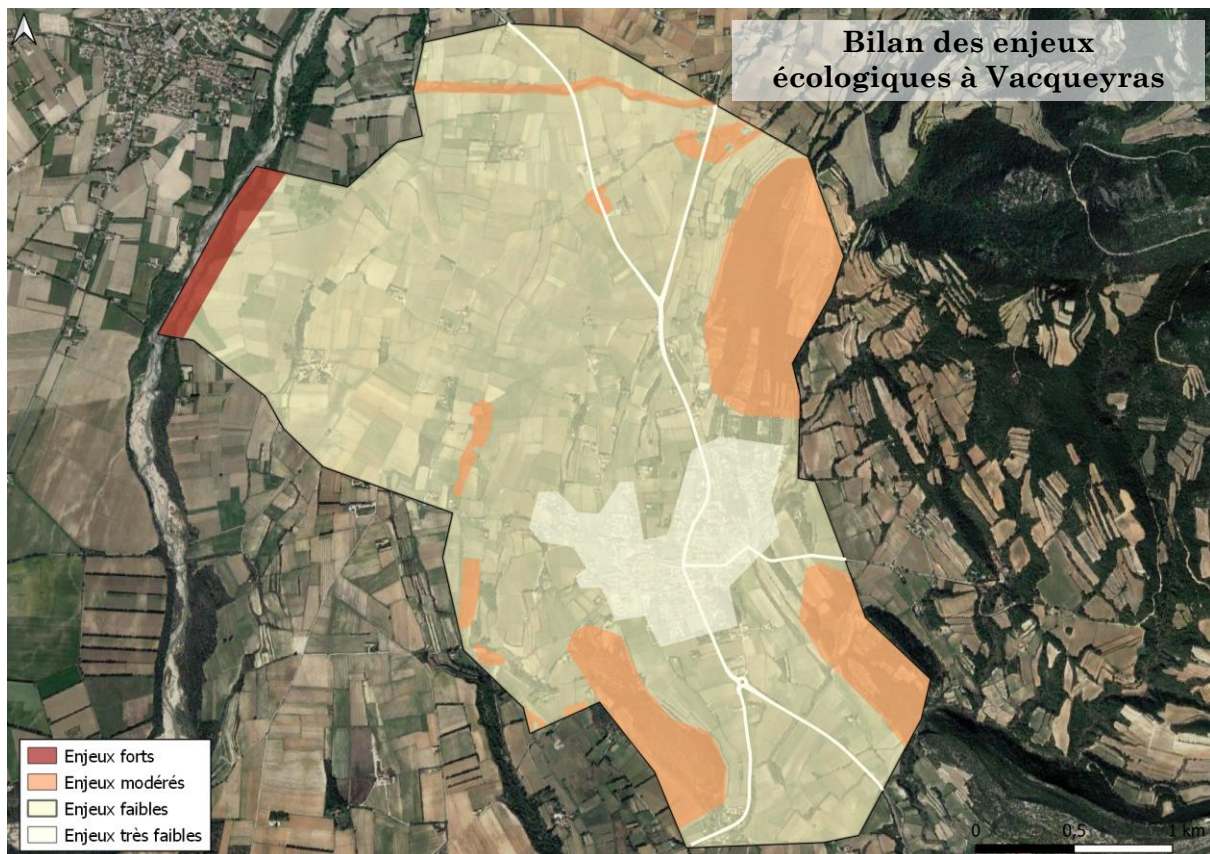 Bilan des enjeux
écologiques à Vacqueyras
Enjeux forts
Enjeux modérés
Enjeux faibles
Enjeux très faibles
0 0,5 1 km